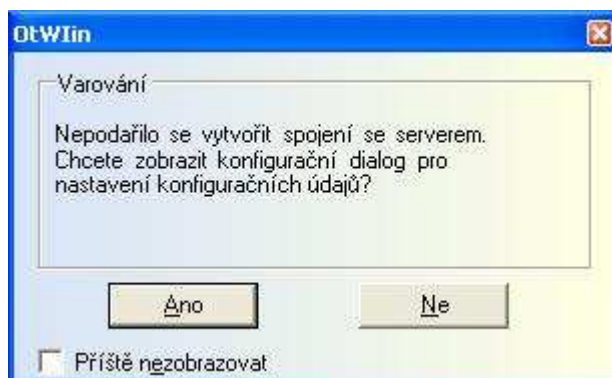 OtWIin
Varování
Nepodařilo se vytvořit spojení se serverem.
Chcete zobrazit konfigurační dialog pro
nastavení konfiguračních údajů?
Ano
Ne
Příště nezobrazovat